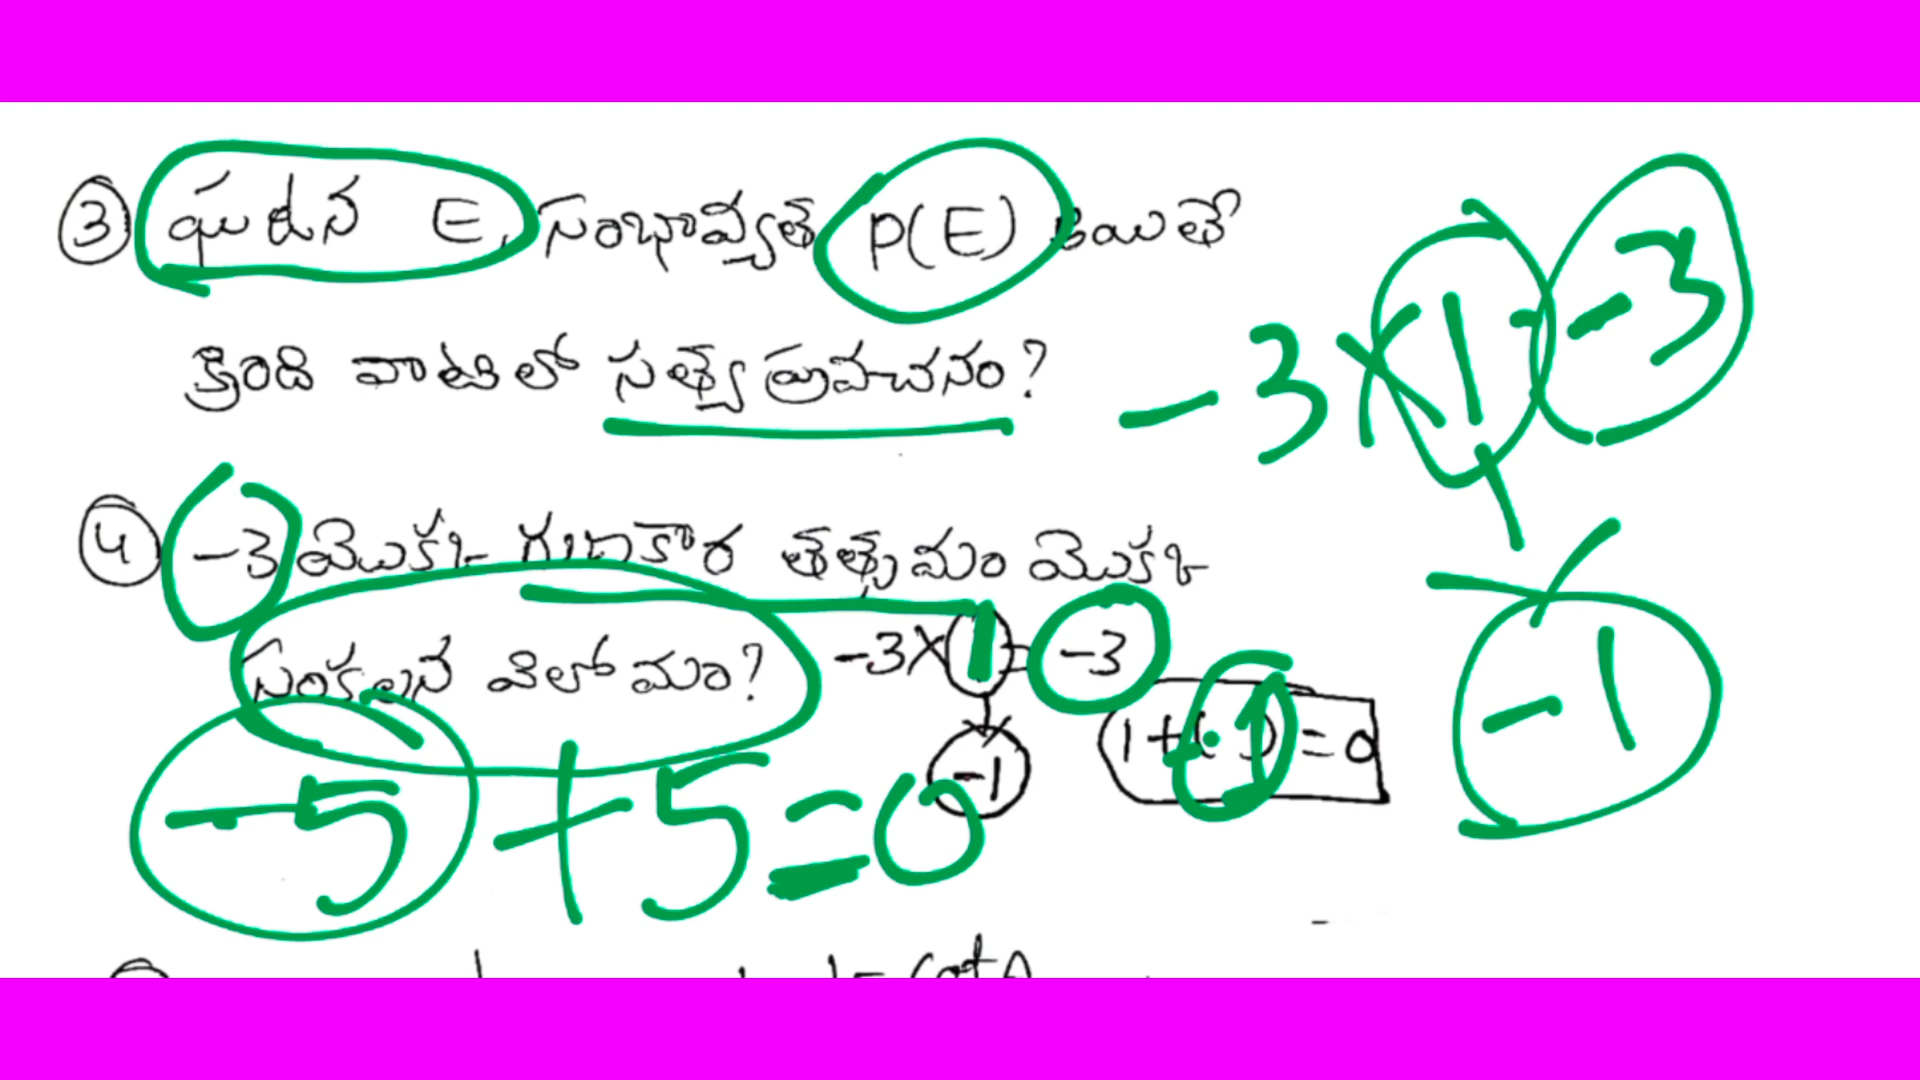 ③ ఘటన E, సంభావ్యత P(E) అయితే
క్రింది వాటిలో సత్య ప్రవచనం?
-3 × 1 = -3
④ -3 యొక్క గుణకార తత్సమం యొక్క
సంకలన విలోమం? -3×1 = -3
-1
1+(-1) = 0
-1
-5 + 5 = 0